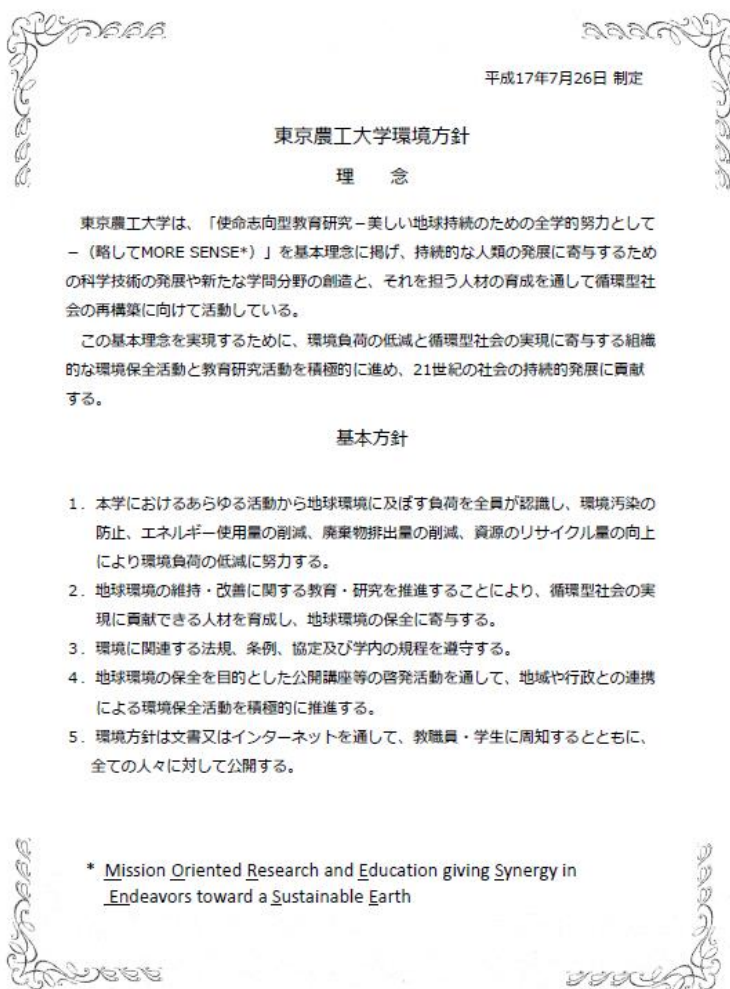 平成17年7月26日 制定
東京農工大学環境方針
理　念
東京農工大学は、「使命志向型教育研究－美しい地球持続のための全学的努力として
－（略してMORE SENSE*）」を基本理念に掲げ、持続的な人類の発展に寄与するため
の科学技術の発展や新たな学問分野の創造と、それを担う人材の育成を通して循環型社
会の再構築に向けて活動している。
この基本理念を実現するために、環境負荷の低減と循環型社会の実現に寄与する組織
的な環境保全活動と教育研究活動を積極的に進め、21世紀の社会の持続的発展に貢献
する。
基本方針
1．本学におけるあらゆる活動から地球環境に及ぼす負荷を全員が認識し、環境汚染の
防止、エネルギー使用量の削減、廃棄物排出量の削減、資源のリサイクル量の向上
により環境負荷の低減に努力する。
2．地球環境の維持・改善に関する教育・研究を推進することにより、循環型社会の実
現に貢献できる人材を育成し、地球環境の保全に寄与する。
3．環境に関連する法規、条例、協定及び学内の規程を遵守する。
4．地球環境の保全を目的とした公開講座等の啓発活動を通して、地域や行政との連携
による環境保全活動を積極的に推進する。
5．環境方針は文書又はインターネットを通して、教職員・学生に周知するとともに、
全ての人々に対して公開する。
* Mission Oriented Research and Education giving Synergy in
Endeavors toward a Sustainable Earth